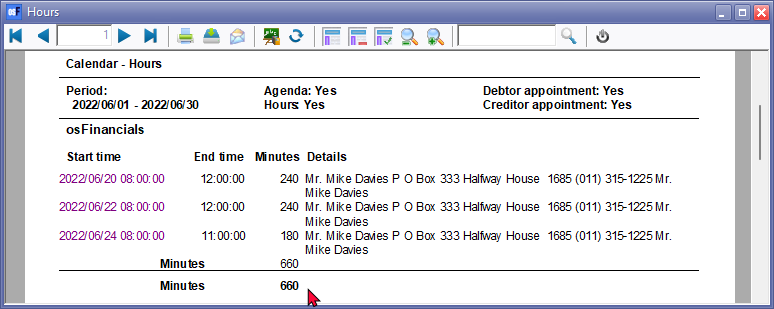 Hours
1
Calendar - Hours
Period: Agenda: Yes Debtor appointment: Yes
2022/06/01 - 2022/06/30 Hours: Yes Creditor appointment: Yes
osFinancials
Start time End time Minutes Details
2022/06/20 08:00:00 12:00:00 240 Mr. Mike Davies P O Box 333 Halfway House 1685 (011) 315-1225 Mr.
Mike Davies
2022/06/22 08:00:00 12:00:00 240 Mr. Mike Davies P O Box 333 Halfway House 1685 (011) 315-1225 Mr.
Mike Davies
2022/06/24 08:00:00 11:00:00 180 Mr. Mike Davies P O Box 333 Halfway House 1685 (011) 315-1225 Mr.
Mike Davies
Minutes 660
Minutes 660